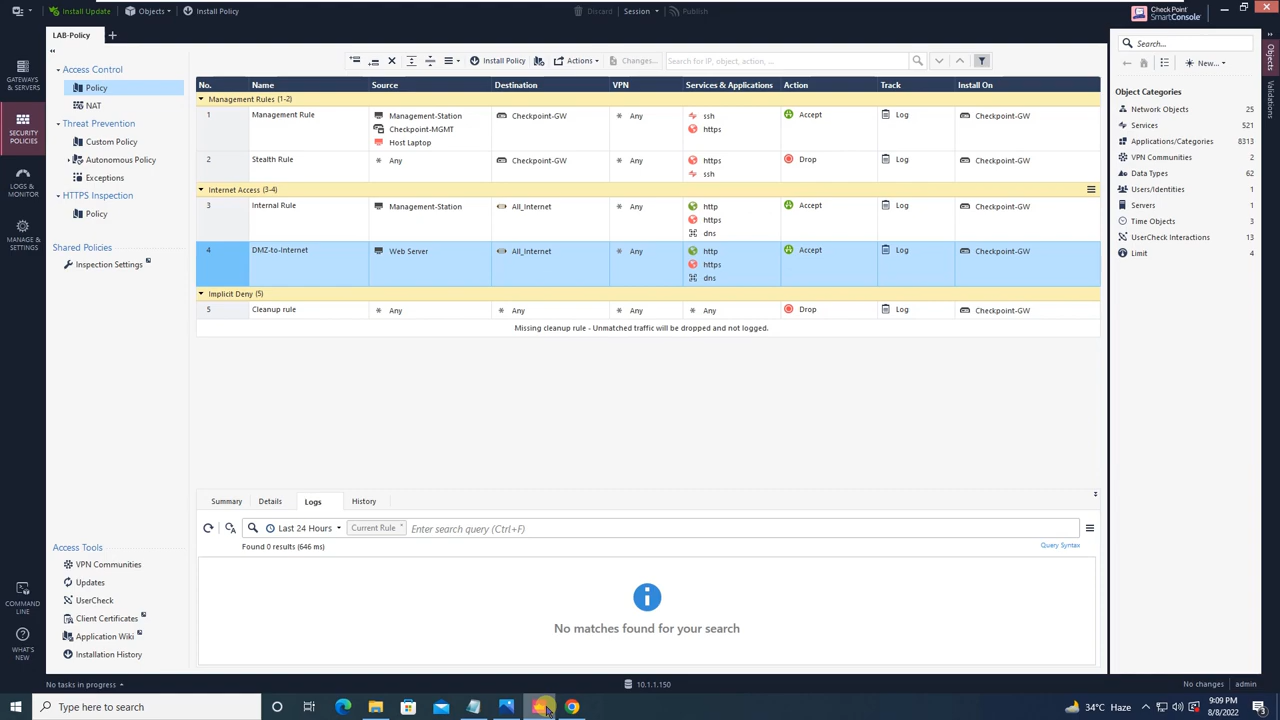 Install Update
Objects
Install Policy
Discard
Session
Publish
Check Point
SmartConsole
LAB-Policy
GATEWAYS
& SERVERS
SECURITY
POLICIES
LOGS &
MONITOR
MANAGE &
SETTINGS
COMMAND
LINE
WHAT'S
NEW
Access Control
Policy
NAT
Threat Prevention
Custom Policy
Autonomous Policy
Exceptions
HTTPS Inspection
Policy
Shared Policies
Inspection Settings
Access Tools
VPN Communities
Updates
UserCheck
Client Certificates
Application Wiki
Installation History
Install Policy
Actions
Changes...
Search for IP, object, action, ...
No. Name Source Destination VPN Services & Applications Action Track Install On
Management Rules (1-2)
1 Management Rule Management-Station Checkpoint-GW Any ssh Accept Log Checkpoint-GW
Checkpoint-MGMT https
Host Laptop
2 Stealth Rule Any Checkpoint-GW Any https Drop Log Checkpoint-GW
ssh
Internet Access (3-4)
3 Internal Rule Management-Station All_Internet Any http Accept Log Checkpoint-GW
https
dns
4 DMZ-to-Internet Web Server All_Internet Any http Accept Log Checkpoint-GW
https
dns
Implicit Deny (5)
5 Cleanup rule Any Any Any Any Drop Log Checkpoint-GW
Missing cleanup rule - Unmatched traffic will be dropped and not logged.
Summary Details Logs History
Last 24 Hours Current Rule Enter search query (Ctrl+F)
Found 0 results (646 ms) Query Syntax
No matches found for your search
Search...
New...
Object Categories
Network Objects 25
Services 521
Applications/Categories 8313
VPN Communities 2
Data Types 62
Users/Identities 1
Servers 1
Time Objects 3
UserCheck Interactions 13
Limit 4
Objects
Validations
No tasks in progress
10.1.1.150
No changes admin
Type here to search
34°C Haze
9:09 PM
8/8/2022